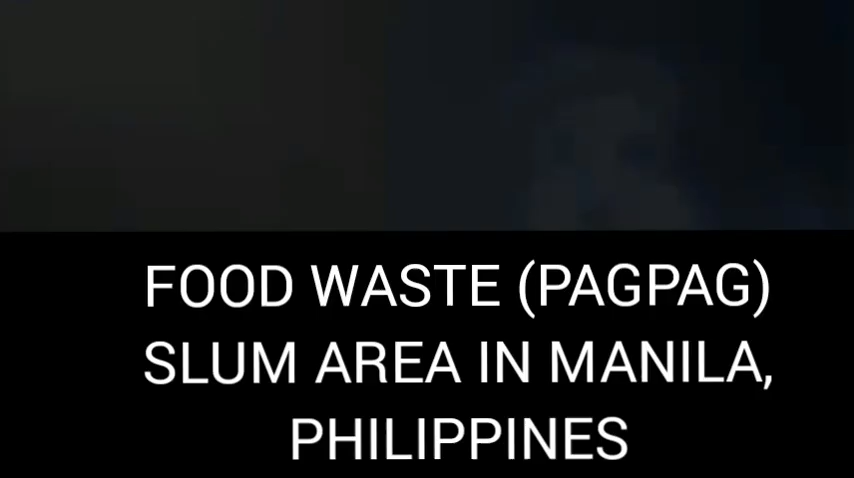 FOOD WASTE (PAGPAG)
SLUM AREA IN MANILA,
PHILIPPINES